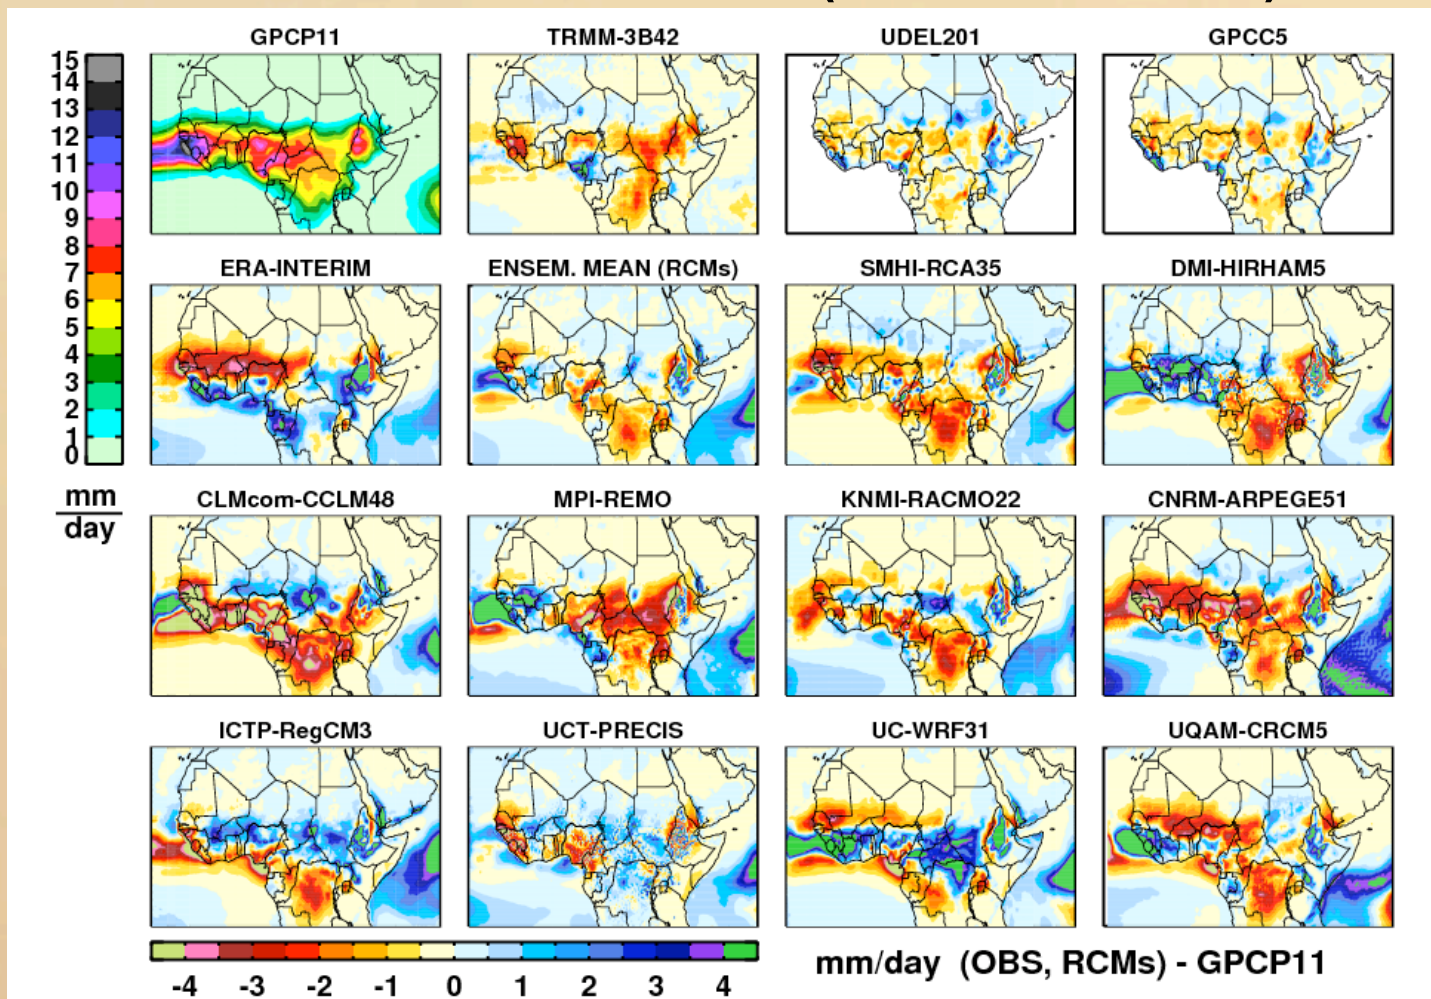 GPCP11 TRMM-3B42 UDEL201 GPCC5
15
14
13
12
11
10
9
8
7
6
5
4
3
2
1
0
mm
day
ERA-INTERIM ENSEM. MEAN (RCMs) SMHI-RCA35 DMI-HIRHAM5
CLMcom-CCLM48 MPI-REMO KNMI-RACMO22 CNRM-ARPEGE51
ICTP-RegCM3 UCT-PRECIS UC-WRF31 UQAM-CRCM5
-4 -3 -2 -1 0 1 2 3 4
mm/day (OBS, RCMs) - GPCP11